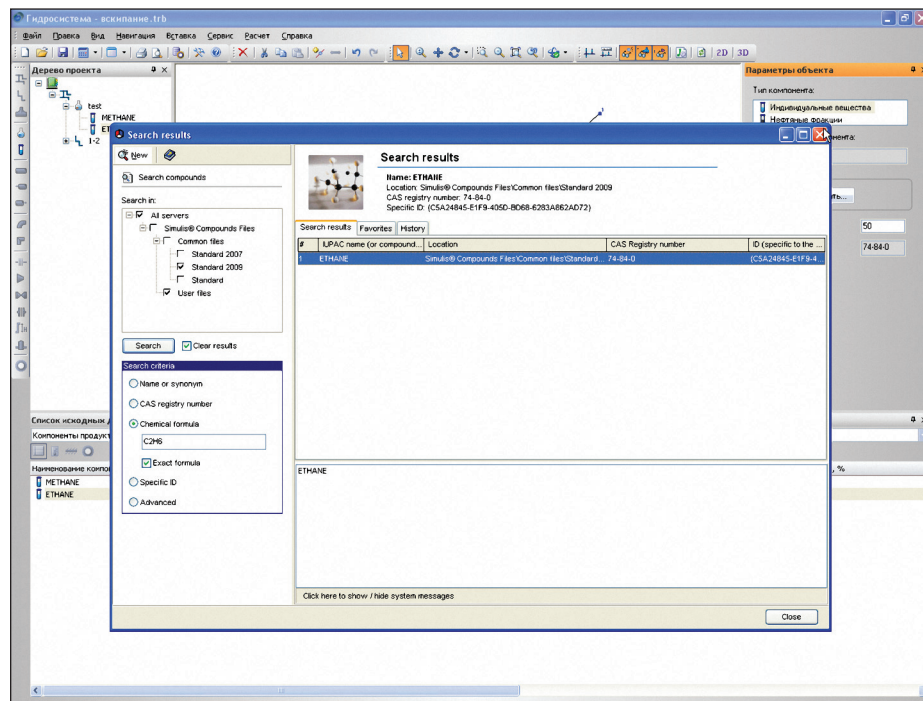 Гидросистема - вскипание.trb
Файл Правка Вид Навигация Вставка Сервис Расчет Справка
2D 3D
Дерево проекта
test
METHANE
1-2
1
Параметры объекта
Тип компонента:
Индивидуальные вещества
Нефтяные фракции
50
74-84-0
Список исходных
Компоненты
Наименование
METHANE
ETHANE
, %
Search results
New
Search compounds
Search in:
All servers
Simulis® Compounds Files
Common files
Standard 2007
Standard 2009
Standard
User files
Search
Clear results
Search criteria
Name or synonym
CAS registry number
Chemical formula
C2H6
Exact formula
Specific ID
Advanced
Search results
Name: ETHANE
Location: Simulis® Compounds Files\Common files\Standard 2009
CAS registry number: 74-84-0
Specific ID: {C5A24845-E1F9-405D-BD68-6283A862AD72}
Search results Favorites History
# IUPAC name (or compound... Location CAS Registry number ID (specific to the ...
1 ETHANE Simulis® Compounds Files\Common files\Standard... 74-84-0 {C5A24845-E1F9-4...
ETHANE
Click here to show / hide system messages
Close